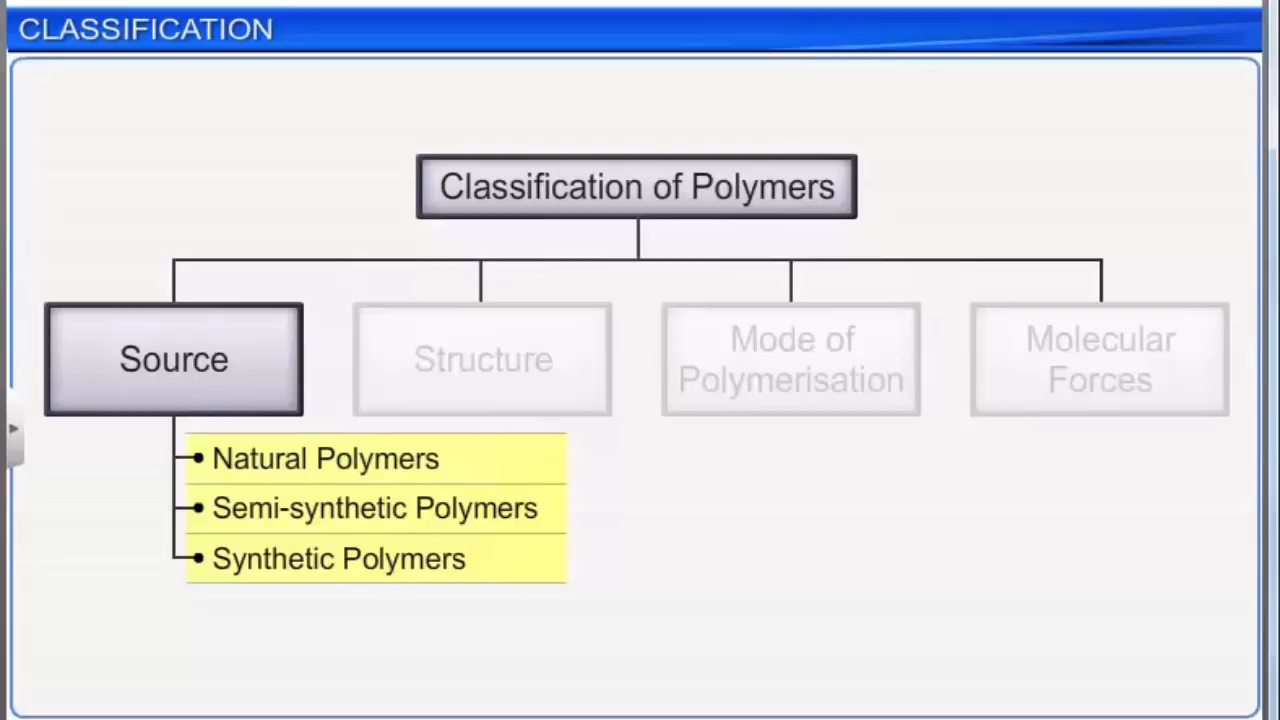 CLASSIFICATION
Classification of Polymers
Source
Structure
Mode of
Polymerisation
Molecular
Forces
Natural Polymers
Semi-synthetic Polymers
Synthetic Polymers